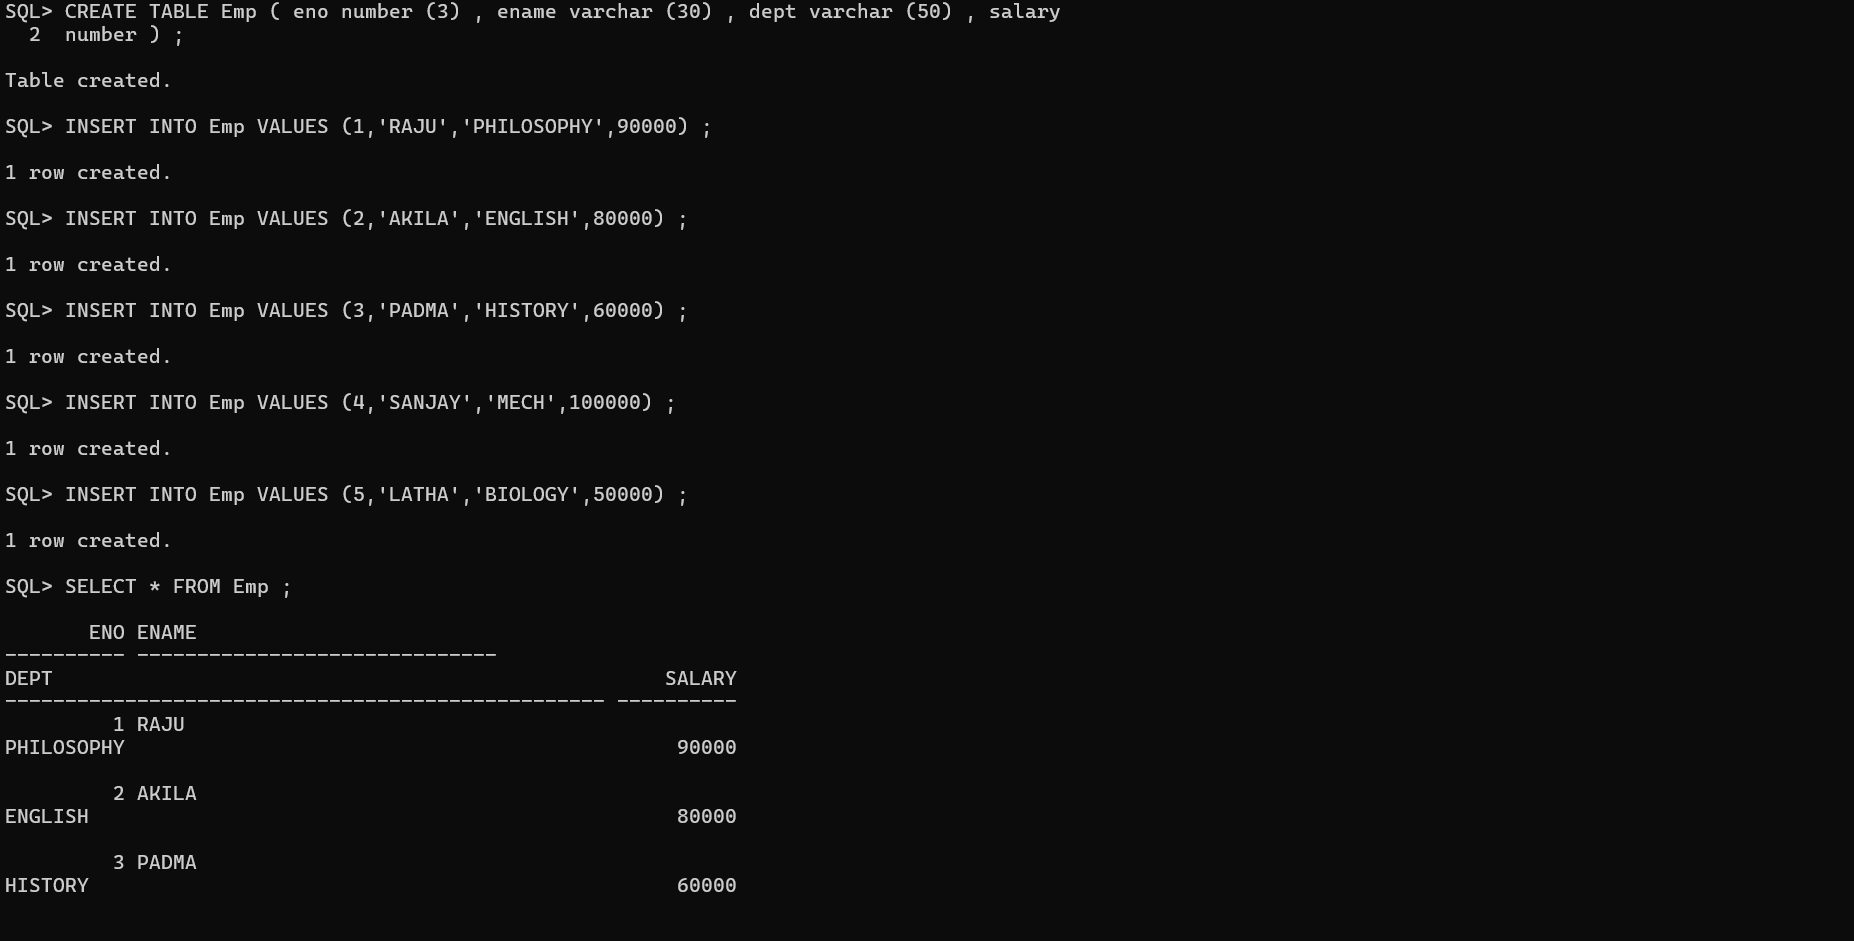 SQL> CREATE TABLE Emp ( eno number (3) , ename varchar (30) , dept varchar (50) , salary
  2  number ) ;
Table created.
SQL> INSERT INTO Emp VALUES (1,'RAJU','PHILOSOPHY',90000) ;
1 row created.
SQL> INSERT INTO Emp VALUES (2,'AKILA','ENGLISH',80000) ;
1 row created.
SQL> INSERT INTO Emp VALUES (3,'PADMA','HISTORY',60000) ;
1 row created.
SQL> INSERT INTO Emp VALUES (4,'SANJAY','MECH',100000) ;
1 row created.
SQL> INSERT INTO Emp VALUES (5,'LATHA','BIOLOGY',50000) ;
1 row created.
SQL> SELECT * FROM Emp ;
       ENO ENAME
---------- ------------------------------
DEPT                                                   SALARY
-------------------------------------------------- ----------
         1 RAJU
PHILOSOPHY                                              90000
         2 AKILA
ENGLISH                                                 80000
         3 PADMA
HISTORY                                                 60000